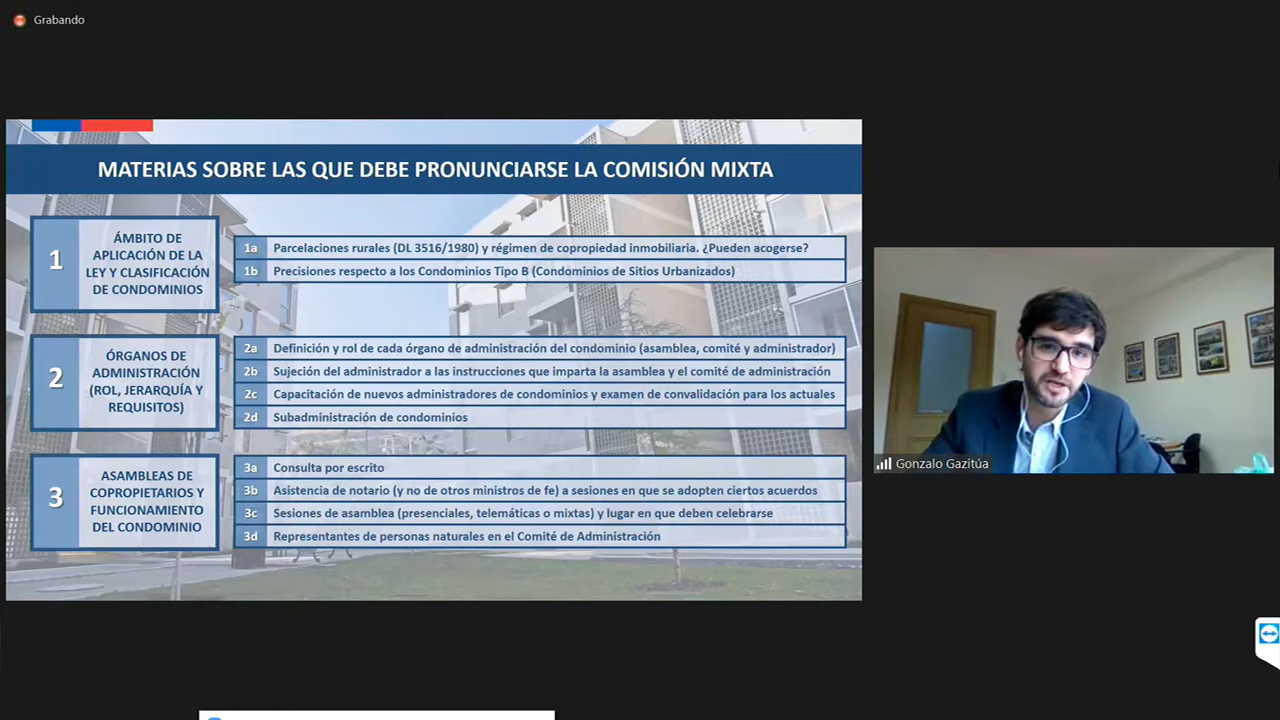 Grabando
MATERIAS SOBRE LAS QUE DEBE PRONUNCIARSE LA COMISIÓN MIXTA
1
ÁMBITO DE
APLICACIÓN DE LA
LEY Y CLASIFICACIÓN
DE CONDOMINIOS
1a Parcelaciones rurales (DL 3516/1980) y régimen de copropiedad inmobiliaria. ¿Pueden acogerse?
1b Precisiones respecto a los Condominios Tipo B (Condominios de Sitios Urbanizados)
2
ÓRGANOS DE
ADMINISTRACIÓN
(ROL, JERARQUÍA Y
REQUISITOS)
2a Definición y rol de cada órgano de administración del condominio (asamblea, comité y administrador)
2b Sujeción del administrador a las instrucciones que imparta la asamblea y el comité de administración
2c Capacitación de nuevos administradores de condominios y examen de convalidación para los actuales
2d Subadministración de condominios
3
ASAMBLEAS DE
COPROPIETARIOS Y
FUNCIONAMIENTO
DEL CONDOMINIO
3a Consulta por escrito
3b Asistencia de notario (y no de otros ministros de fe) a sesiones en que se adopten ciertos acuerdos
3c Sesiones de asamblea (presenciales, telemáticas o mixtas) y lugar en que deben celebrarse
3d Representantes de personas naturales en el Comité de Administración
Gonzalo Gazitúa